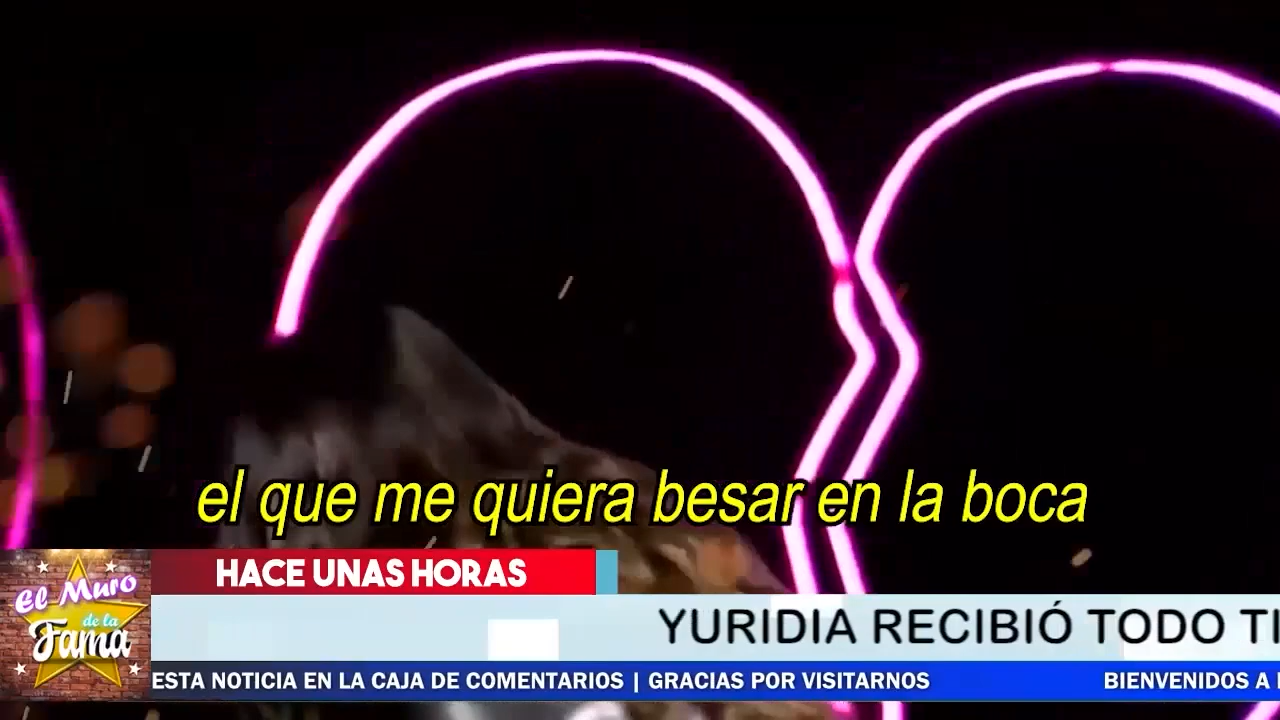 el que me quiera besar en la boca
HACE UNAS HORAS
El Muro
de la
Fama
YURIDIA RECIBIÓ TODO TI
ESTA NOTICIA EN LA CAJA DE COMENTARIOS | GRACIAS POR VISITARNOS
BIENVENIDOS A